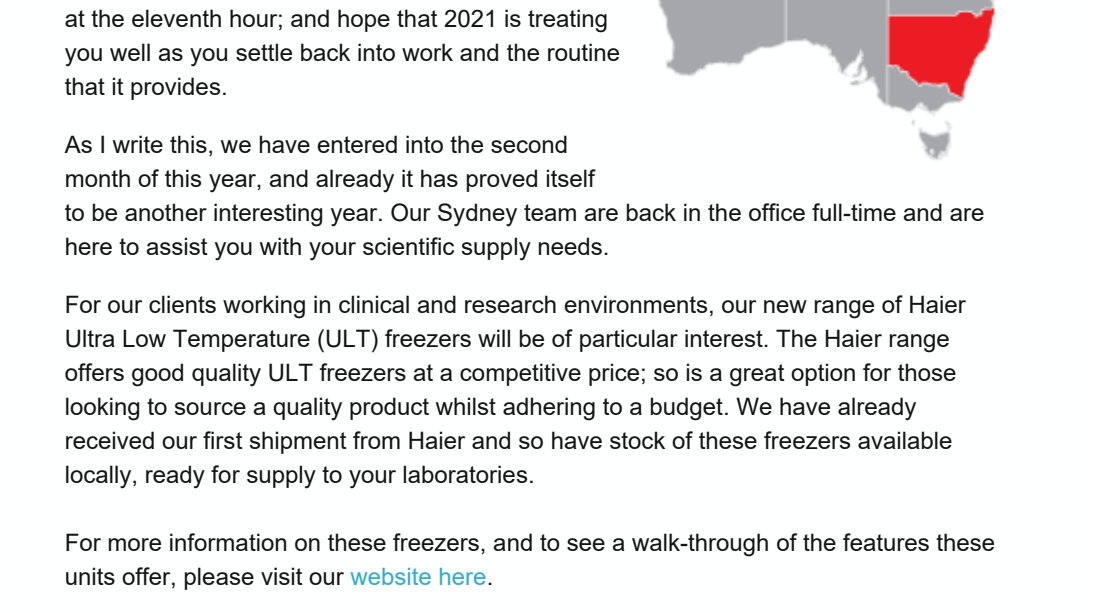 at the eleventh hour; and hope that 2021 is treating
you well as you settle back into work and the routine
that it provides.
As I write this, we have entered into the second
month of this year, and already it has proved itself
to be another interesting year. Our Sydney team are back in the office full-time and are
here to assist you with your scientific supply needs.
For our clients working in clinical and research environments, our new range of Haier
Ultra Low Temperature (ULT) freezers will be of particular interest. The Haier range
offers good quality ULT freezers at a competitive price; so is a great option for those
looking to source a quality product whilst adhering to a budget. We have already
received our first shipment from Haier and so have stock of these freezers available
locally, ready for supply to your laboratories.
For more information on these freezers, and to see a walk-through of the features these
units offer, please visit our website here.